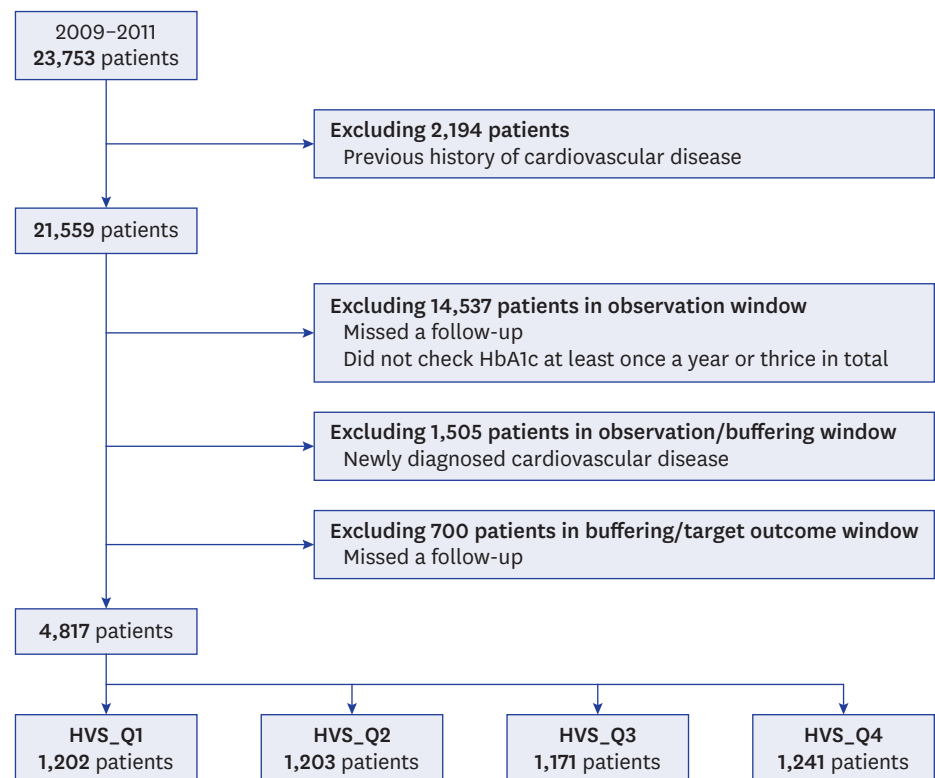 2009–2011
23,753 patients
Excluding 2,194 patients
Previous history of cardiovascular disease
21,559 patients
Excluding 14,537 patients in observation window
Missed a follow-up
Did not check HbA1c at least once a year or thrice in total
Excluding 1,505 patients in observation/buffering window
Newly diagnosed cardiovascular disease
Excluding 700 patients in buffering/target outcome window
Missed a follow-up
4,817 patients
HVS_Q1
1,202 patients
HVS_Q2
1,203 patients
HVS_Q3
1,171 patients
HVS_Q4
1,241 patients